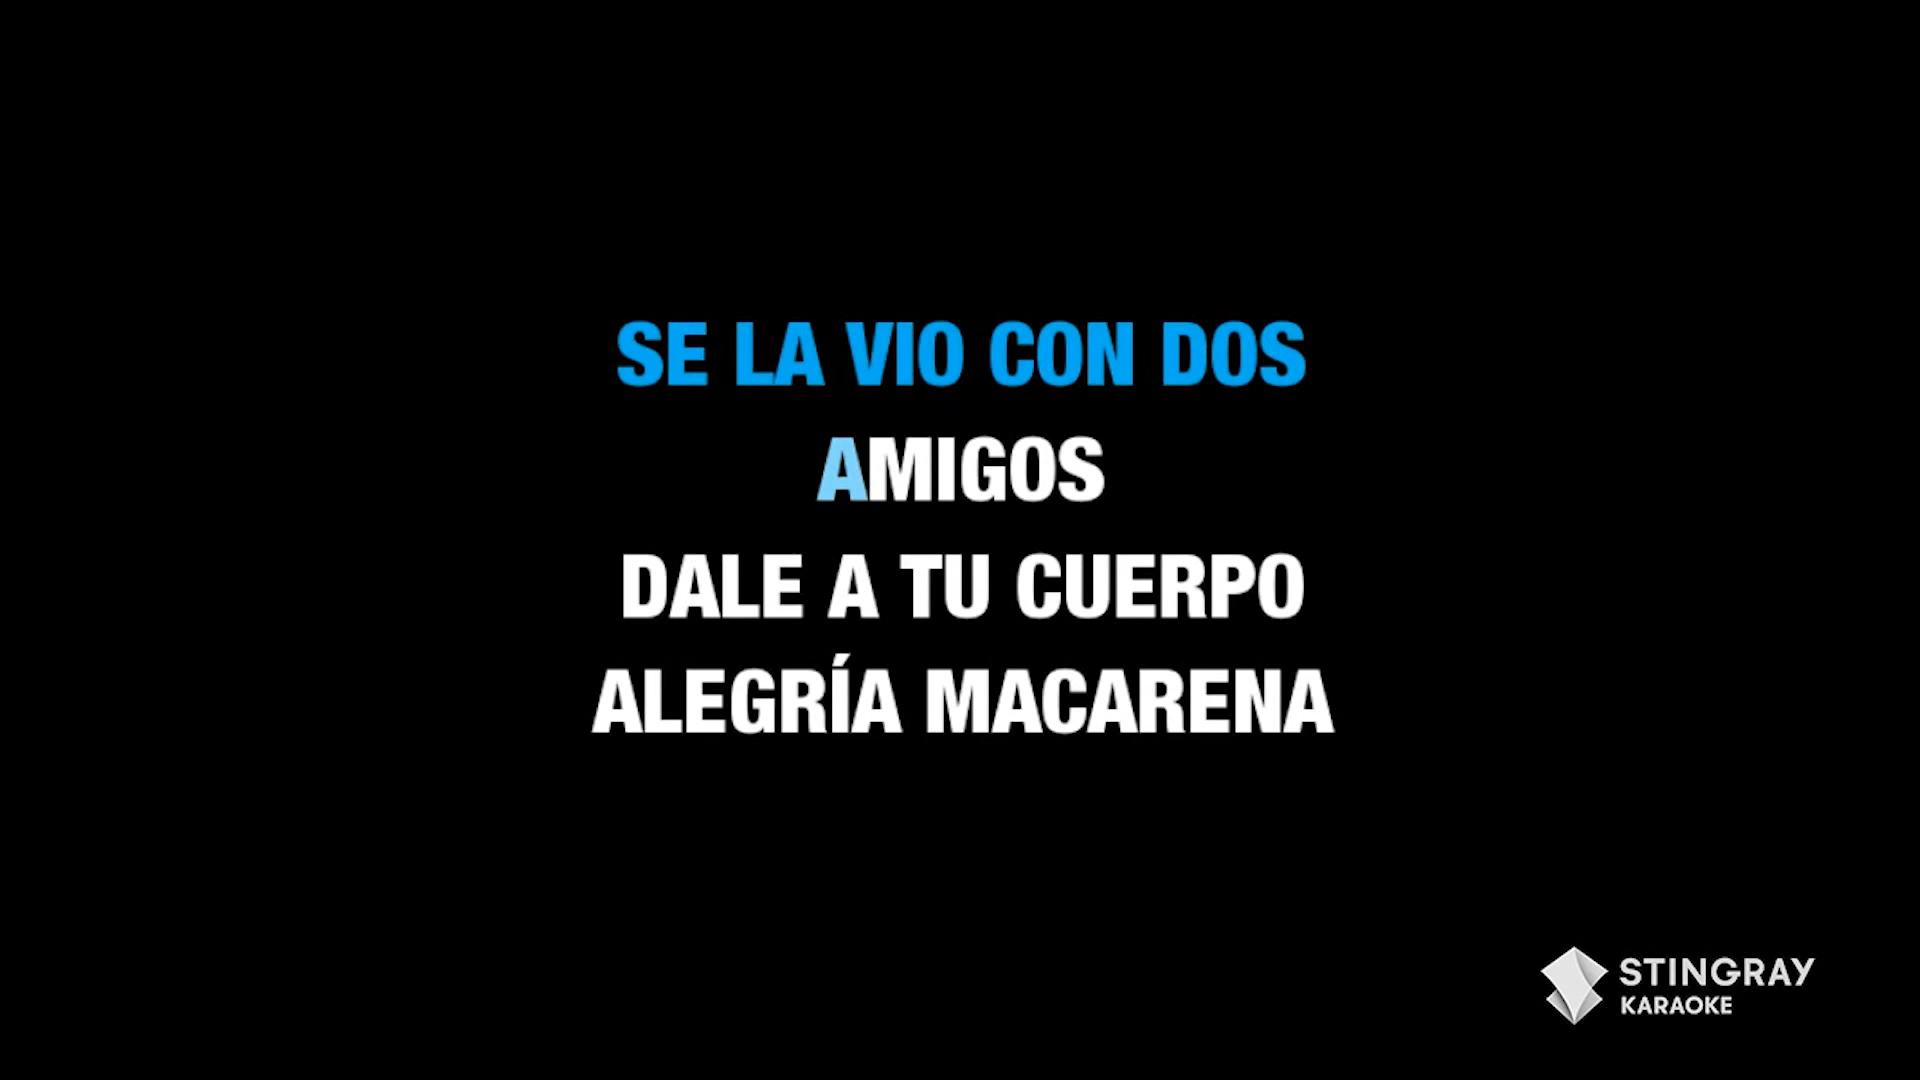 SE LA VIO CON DOS
AMIGOS
DALE A TU CUERPO
ALEGRÍA MACARENA
STINGRAY
KARAOKE